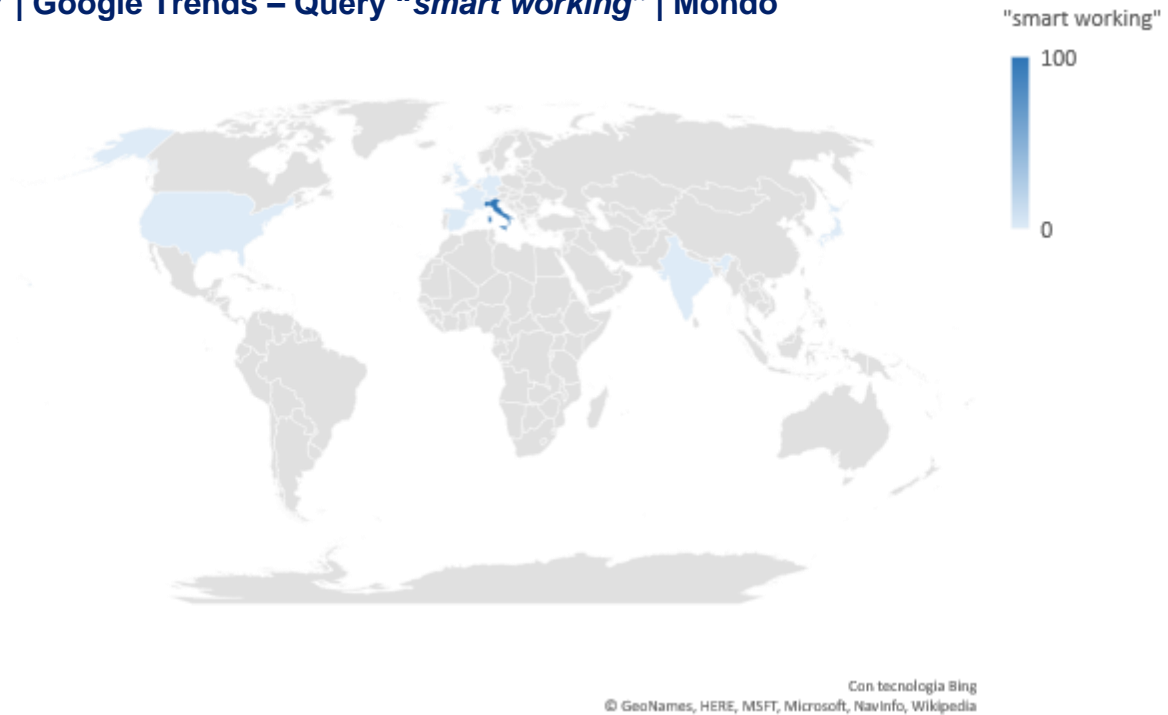 | Google Trends – Query "smart working" | Mondo
"smart working"
100
0
Con tecnologia Bing
© GeoNames, HERE, MSFT, Microsoft, NavInfo, Wikipedia